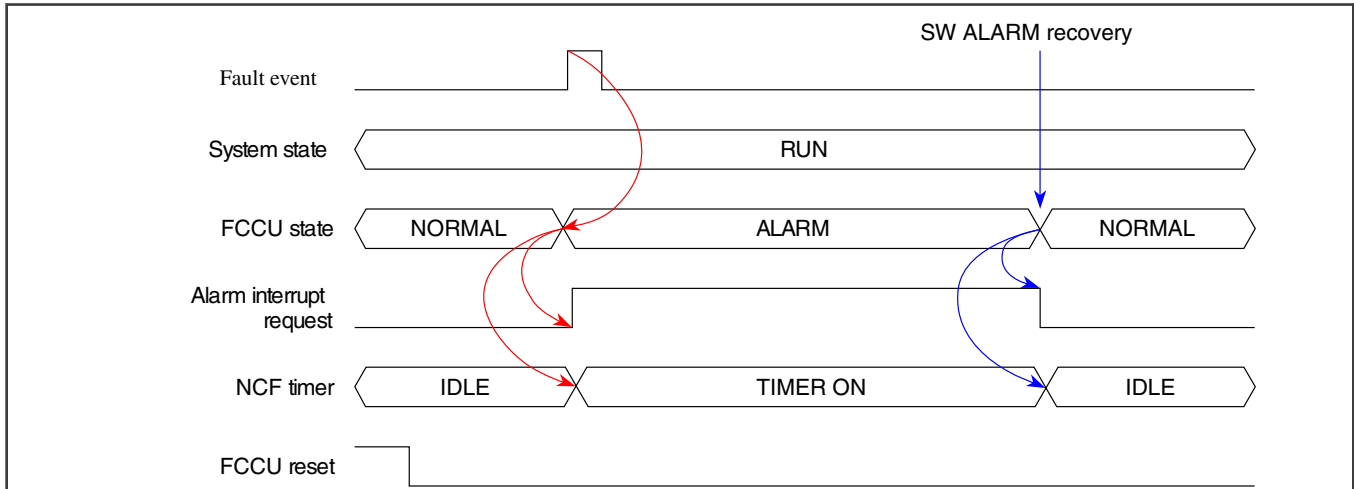 SW ALARM recovery
Fault event
System state RUN
FCCU state NORMAL ALARM NORMAL
Alarm interrupt
request
NCF timer IDLE TIMER ON IDLE
FCCU reset